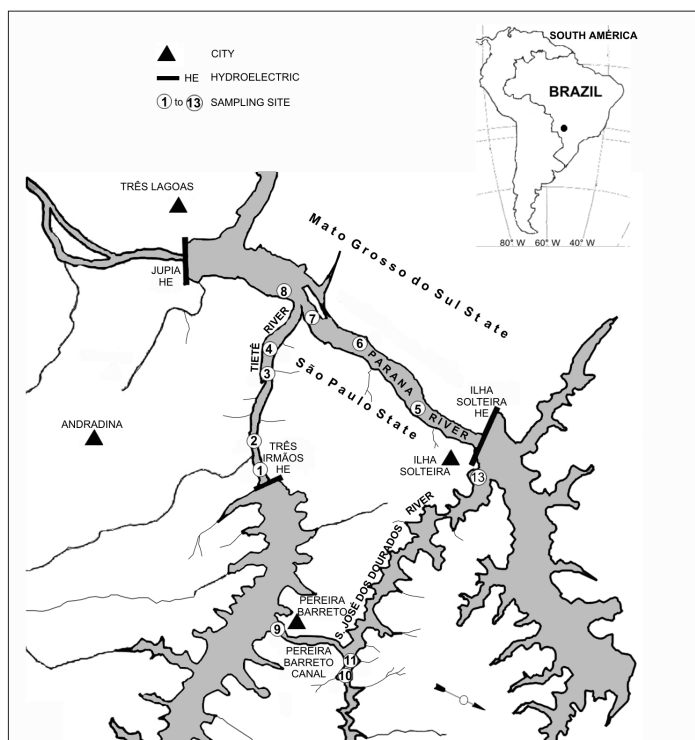 CITY
HE HYDROELECTRIC
1 to 13 SAMPLING SITE
SOUTH AMÉRICA
BRAZIL
80° W 60° W 40° W
TRÊS LAGOAS
JUPIA
HE
Mato Grosso do Sul State
8
7
6
5
PARANA RIVER
TIETÊ RIVER
4
3
São Paulo State
ILHA
SOLTEIRA
HE
ANDRADINA
2
1
TRÊS
IRMÃOS
HE
ILHA
SOLTEIRA
13
S. JOSÉ DOS DOURADOS RIVER
PEREIRA
BARRETO
9
PEREIRA
BARRETO
CANAL
11
10